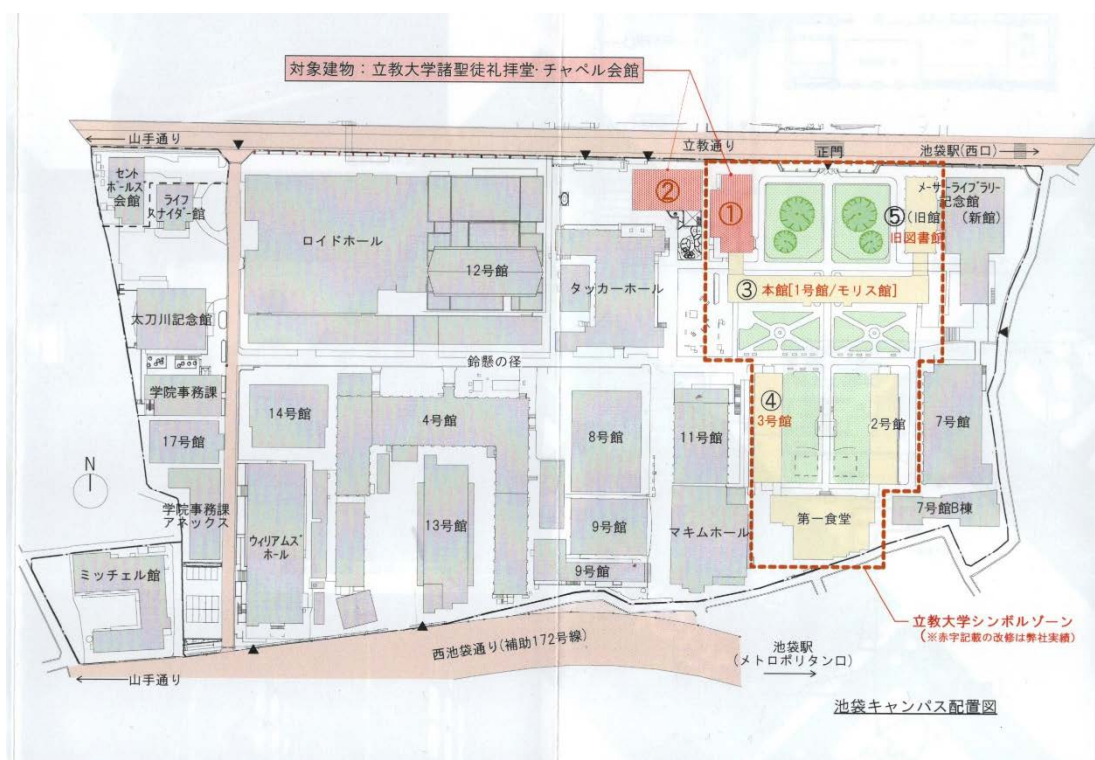 対象建物：立教大学諸聖徒礼拝堂･チャペル会館
山手通り
立教通り
正門
池袋駅(西口)
セント
ポールズ
会館
ライフ
スナイダー館
ロイドホール
12号館
タッカーホール
②
①
⑤(旧館)
旧図書館
メーザーライブラリー
記念館
(新館)
③ 本館[1号館/モリス館]
太刀川記念館
鈴懸の径
学院事務課
17号館
14号館
4号館
8号館
11号館
④
3号館
2号館
7号館
N
学院事務課
アネックス
ウィリアムズ
ホール
13号館
9号館
9号館
マキムホール
第一食堂
7号館B棟
ミッチェル館
西池袋通り(補助172号線)
山手通り
池袋駅
(メトロポリタン口)
立教大学シンボルゾーン
(※赤字記載の改修は弊社実績)
池袋キャンパス配置図